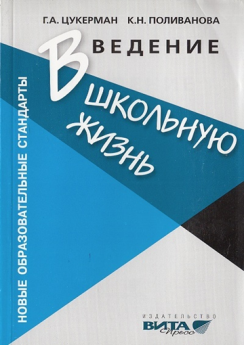 Г.А. ЦУКЕРМАН К.Н. ПОЛИВАНОВА
ВВЕДЕНИЕ
В ШКОЛЬНУЮ
ЖИЗНЬ
НОВЫЕ ОБРАЗОВАТЕЛЬНЫЕ СТАНДАРТЫ
ИЗДАТЕЛЬСТВО
ВИТА
Пресс